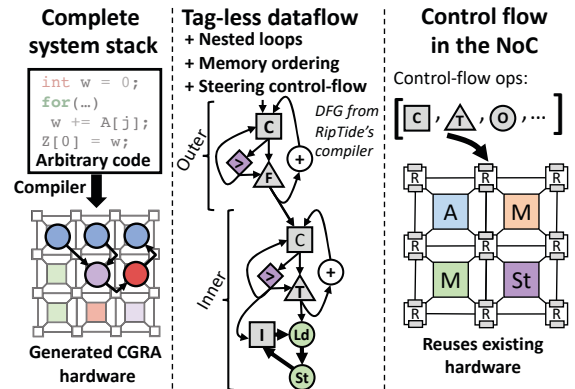 Complete
system stack
int w = 0;
for(…)
w += A[j];
Z[0] = w;
Arbitrary code
Compiler
Generated CGRA
hardware
Tag-less dataflow
+ Nested loops
+ Memory ordering
+ Steering control-flow
DFG from
RipTide's
compiler
Outer
C
>
F
+
Inner
C
>
T
+
I
Ld
St
Control flow
in the NoC
Control-flow ops:
[ C , T , O , … ]
R R R
A M
R R R
M St
R R R
Reuses existing
hardware